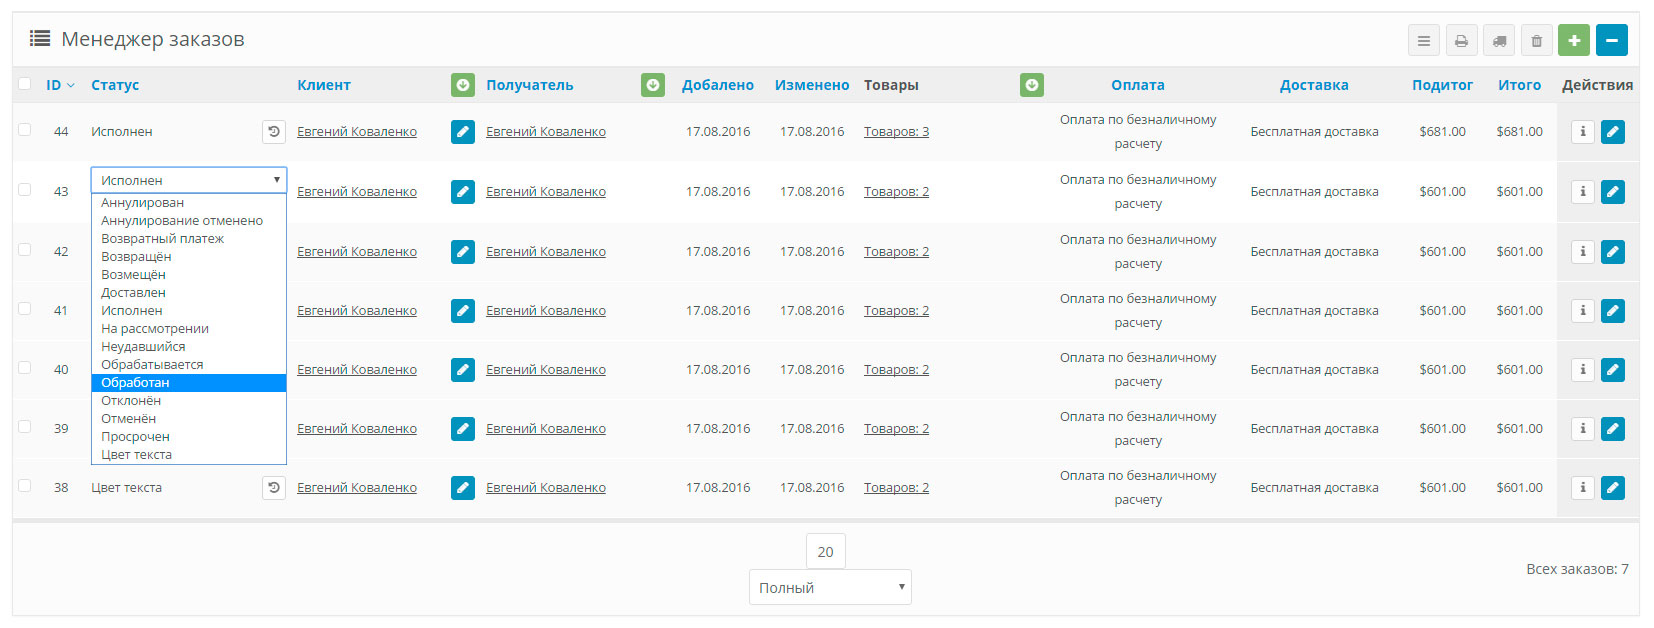 Менеджер заказов
ID Статус Клиент Получатель Добалено Изменено Товары Оплата Доставка Подитог Итого Действия
44 Исполнен Евгений Коваленко Евгений Коваленко 17.08.2016 17.08.2016 Товаров: 3 Оплата по безналичному Бесплатная доставка $681.00 $681.00
расчету
Исполнен
43 Евгений Коваленко Евгений Коваленко 17.08.2016 17.08.2016 Товаров: 2 Оплата по безналичному Бесплатная доставка $601.00 $601.00
расчету
Аннулирован
Аннулирование отменено
Возвратный платеж
Возвращён
Возмещён
Доставлен
Исполнен
На рассмотрении
Неудавшийся
Обрабатывается
Обработан
Отклонён
Отменён
Просрочен
Цвет текста
42 Евгений Коваленко Евгений Коваленко 17.08.2016 17.08.2016 Товаров: 2 Оплата по безналичному Бесплатная доставка $601.00 $601.00
расчету
41 Евгений Коваленко Евгений Коваленко 17.08.2016 17.08.2016 Товаров: 2 Оплата по безналичному Бесплатная доставка $601.00 $601.00
расчету
40 Евгений Коваленко Евгений Коваленко 17.08.2016 17.08.2016 Товаров: 2 Оплата по безналичному Бесплатная доставка $601.00 $601.00
расчету
39 Евгений Коваленко Евгений Коваленко 17.08.2016 17.08.2016 Товаров: 2 Оплата по безналичному Бесплатная доставка $601.00 $601.00
расчету
38 Цвет текста Евгений Коваленко Евгений Коваленко 17.08.2016 17.08.2016 Товаров: 2 Оплата по безналичному Бесплатная доставка $601.00 $601.00
расчету
20
Полный
Всех заказов: 7